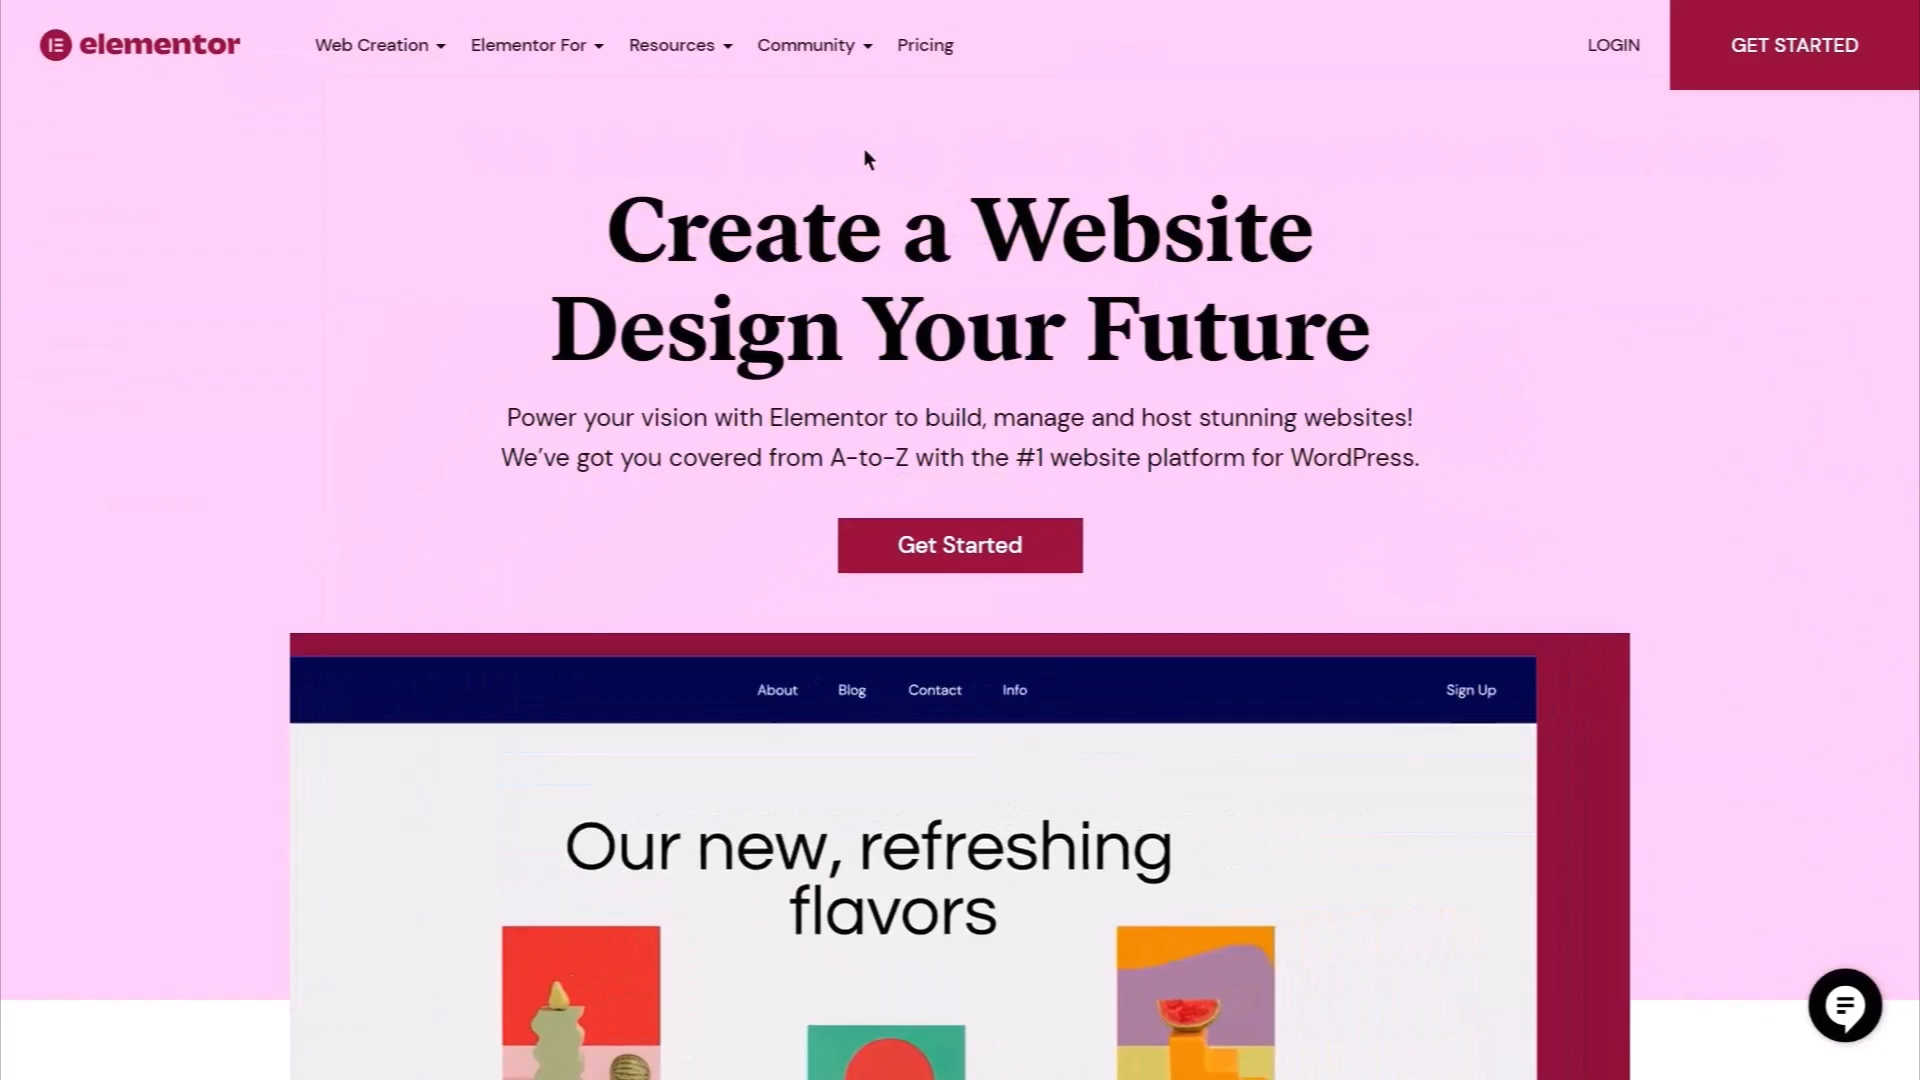 elementor
Web Creation
Elementor For
Resources
Community
Pricing
LOGIN
GET STARTED
Create a Website
Design Your Future
Power your vision with Elementor to build, manage and host stunning websites!
We've got you covered from A-to-Z with the #1 website platform for WordPress.
Get Started
About
Blog
Contact
Info
Sign Up
Our new, refreshing
flavors